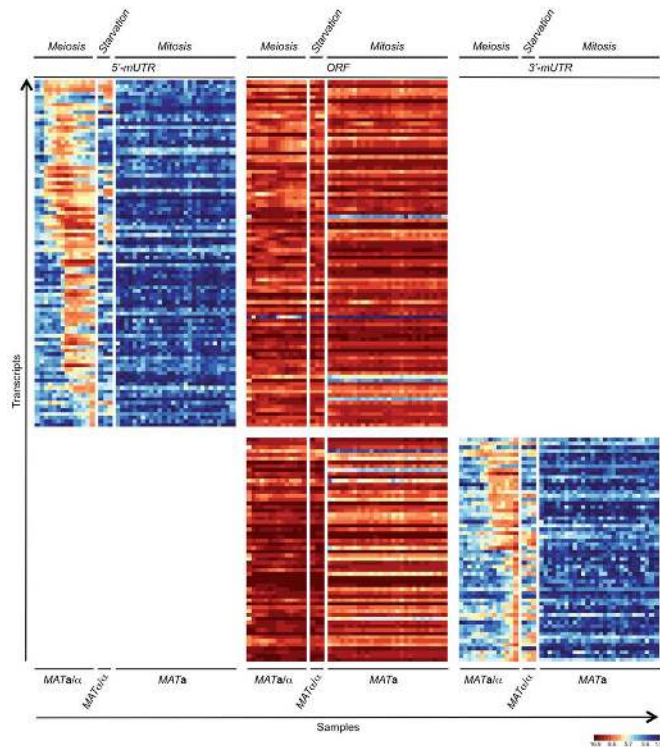 Meiosis Starvation Mitosis Meiosis Starvation Mitosis Meiosis Starvation Mitosis
5'-mUTR ORF 3'-mUTR
Transcripts
MATa/α MATα/α MATa MATa/α MATα/α MATa MATa/α MATα/α MATa
Samples